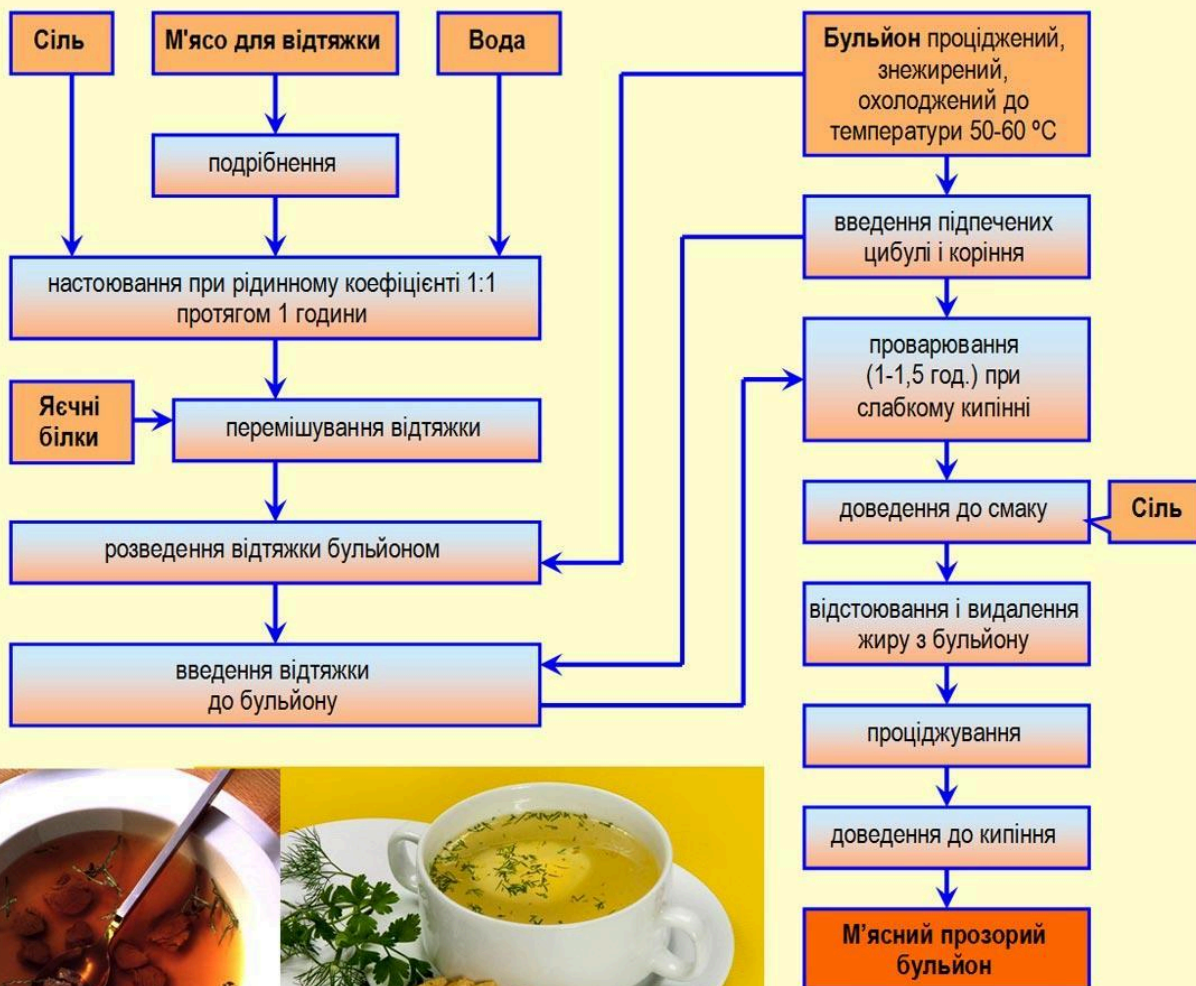 Сіль
М'ясо для відтяжки
Вода
подрібнення
настоювання при рідинному коефіцієнті 1:1
протягом 1 години
Яєчні
білки
перемішування відтяжки
розведення відтяжки бульйоном
введення відтяжки
до бульйону
Бульйон проціджений,
знежирений,
охолоджений до
температури 50-60 ºС
введення підпечених
цибулі і коріння
проварювання
(1-1,5 год.) при
слабкому кипінні
доведення до смаку
Сіль
відстоювання і видалення
жиру з бульйону
проціджування
доведення до кипіння
М’ясний прозорий
бульйон